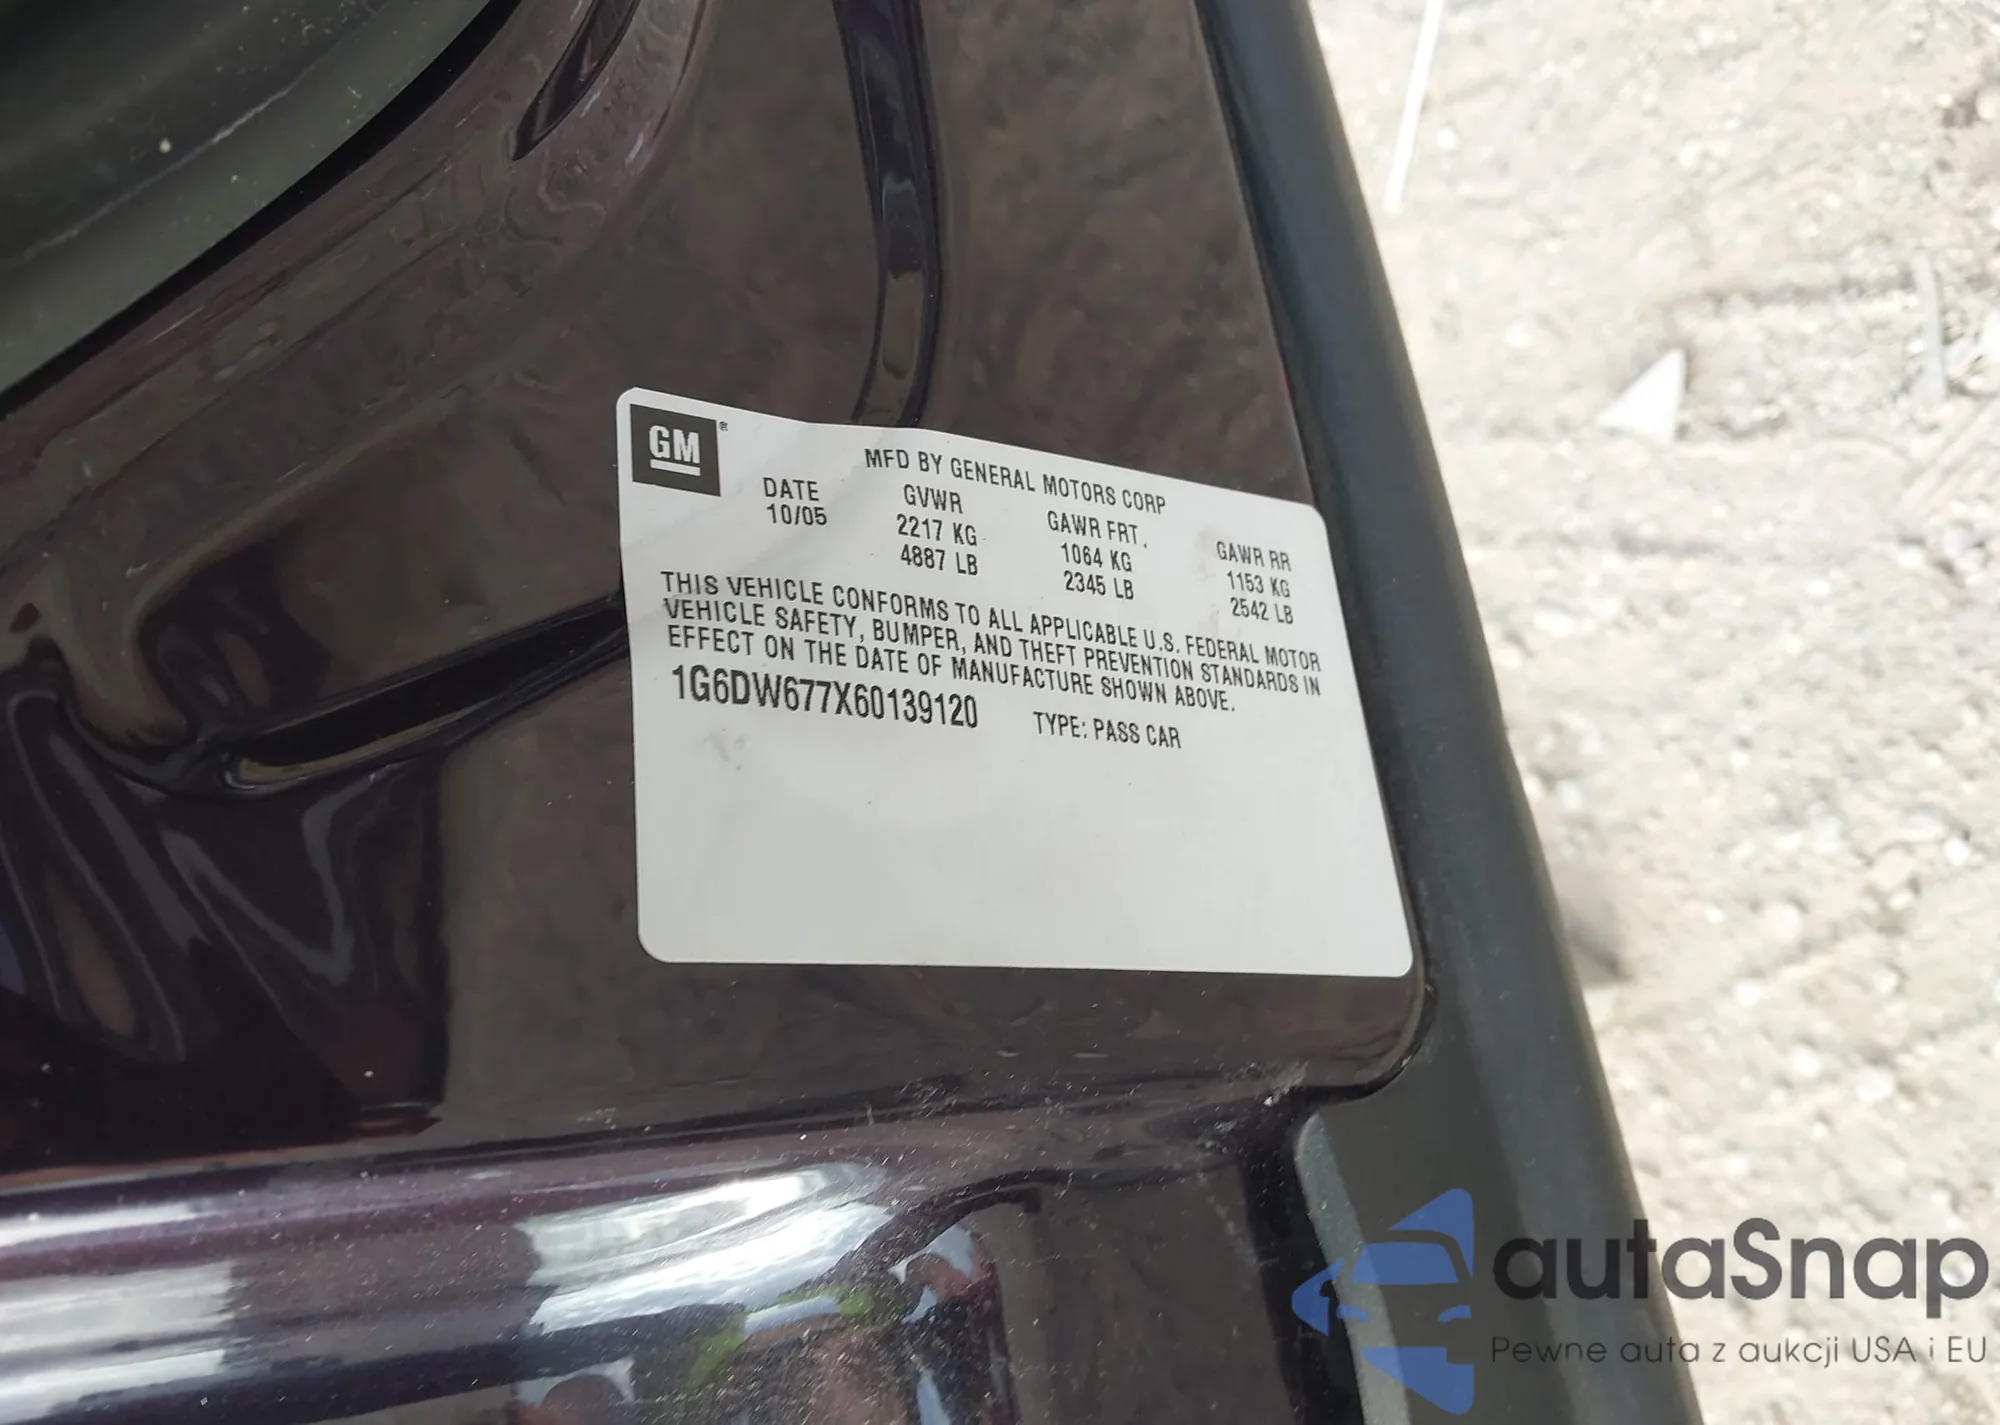 GM ®
MFD BY GENERAL MOTORS CORP
DATE GVWR GAWR FRT. GAWR RR
10/05 2217 KG 1064 KG 1153 KG
4887 LB 2345 LB 2542 LB
THIS VEHICLE CONFORMS TO ALL APPLICABLE U.S. FEDERAL MOTOR
VEHICLE SAFETY, BUMPER, AND THEFT PREVENTION STANDARDS IN
EFFECT ON THE DATE OF MANUFACTURE SHOWN ABOVE.
1G6DW677X60139120 TYPE: PASS CAR
autaSnap
Pewne auta z aukcji USA i EU